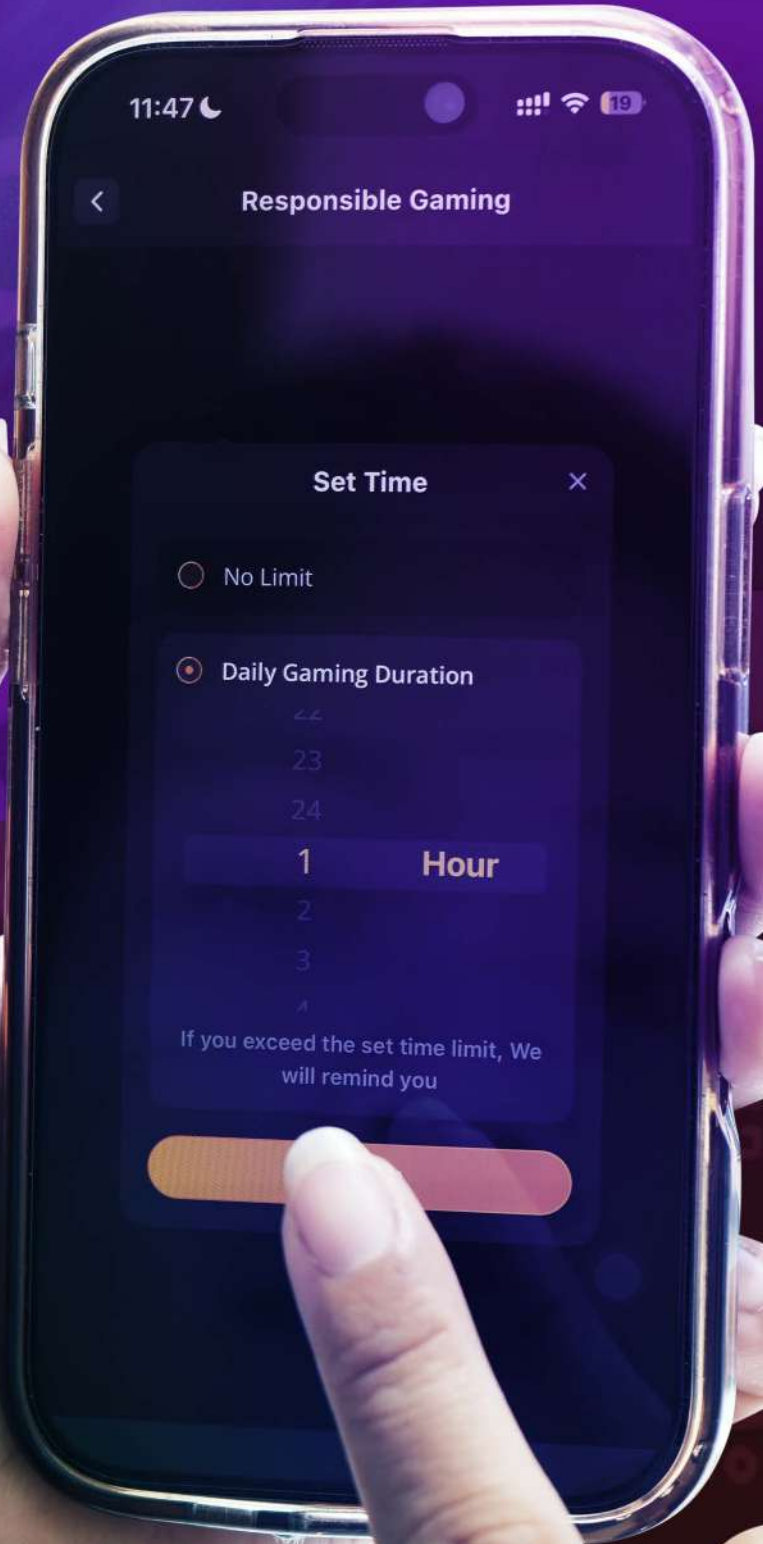 11:47
19
Responsible Gaming
Set Time
No Limit
Daily Gaming Duration
22
23
24
1 Hour
2
3
If you exceed the set time limit, We
will remind you